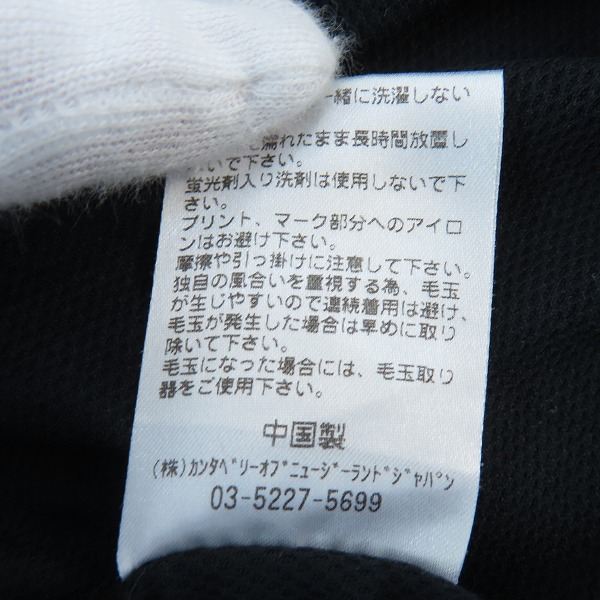 一緒に洗濯しない
濡れたまま長時間放置し
いで下さい。
蛍光剤入り洗剤は使用しないで下
さい。
プリント、マーク部分へのアイロ
ンはお避け下さい。
摩擦や引っ掛けに注意して下さい。
独自の風合いを重視する為、毛玉
が生じやすいので連続着用は避け、
毛玉が発生した場合は早めに取り
除いて下さい。
毛玉になった場合には、毛玉取り
器をご使用下さい。
中国製
(株)ｶﾝﾀﾍﾞﾘｰｵﾌﾞﾆｭｰｼﾞｰﾗﾝﾄﾞｼﾞｬﾊﾟﾝ
03-5227-5699